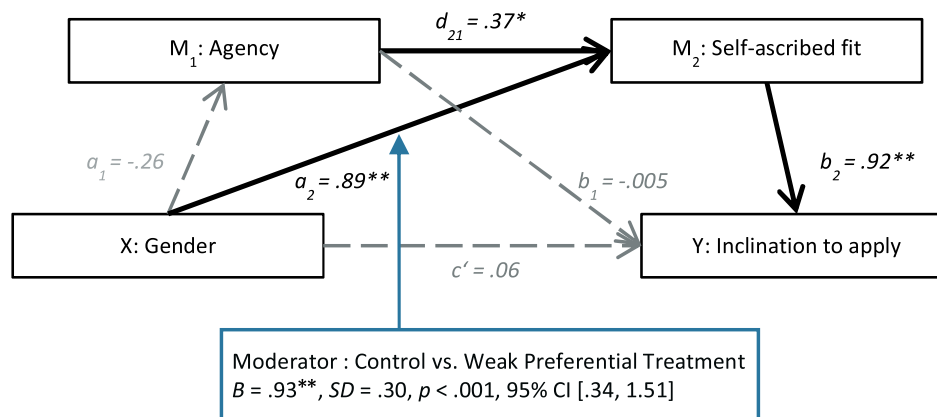 d21 = .37*
M1: Agency
M2: Self-ascribed fit
a1 = -.26
a2 = .89**
b1 = -.005
b2 = .92**
X: Gender
Y: Inclination to apply
c‘ = .06
Moderator : Control vs. Weak Preferential Treatment
B = .93**, SD = .30, p < .001, 95% CI [.34, 1.51]